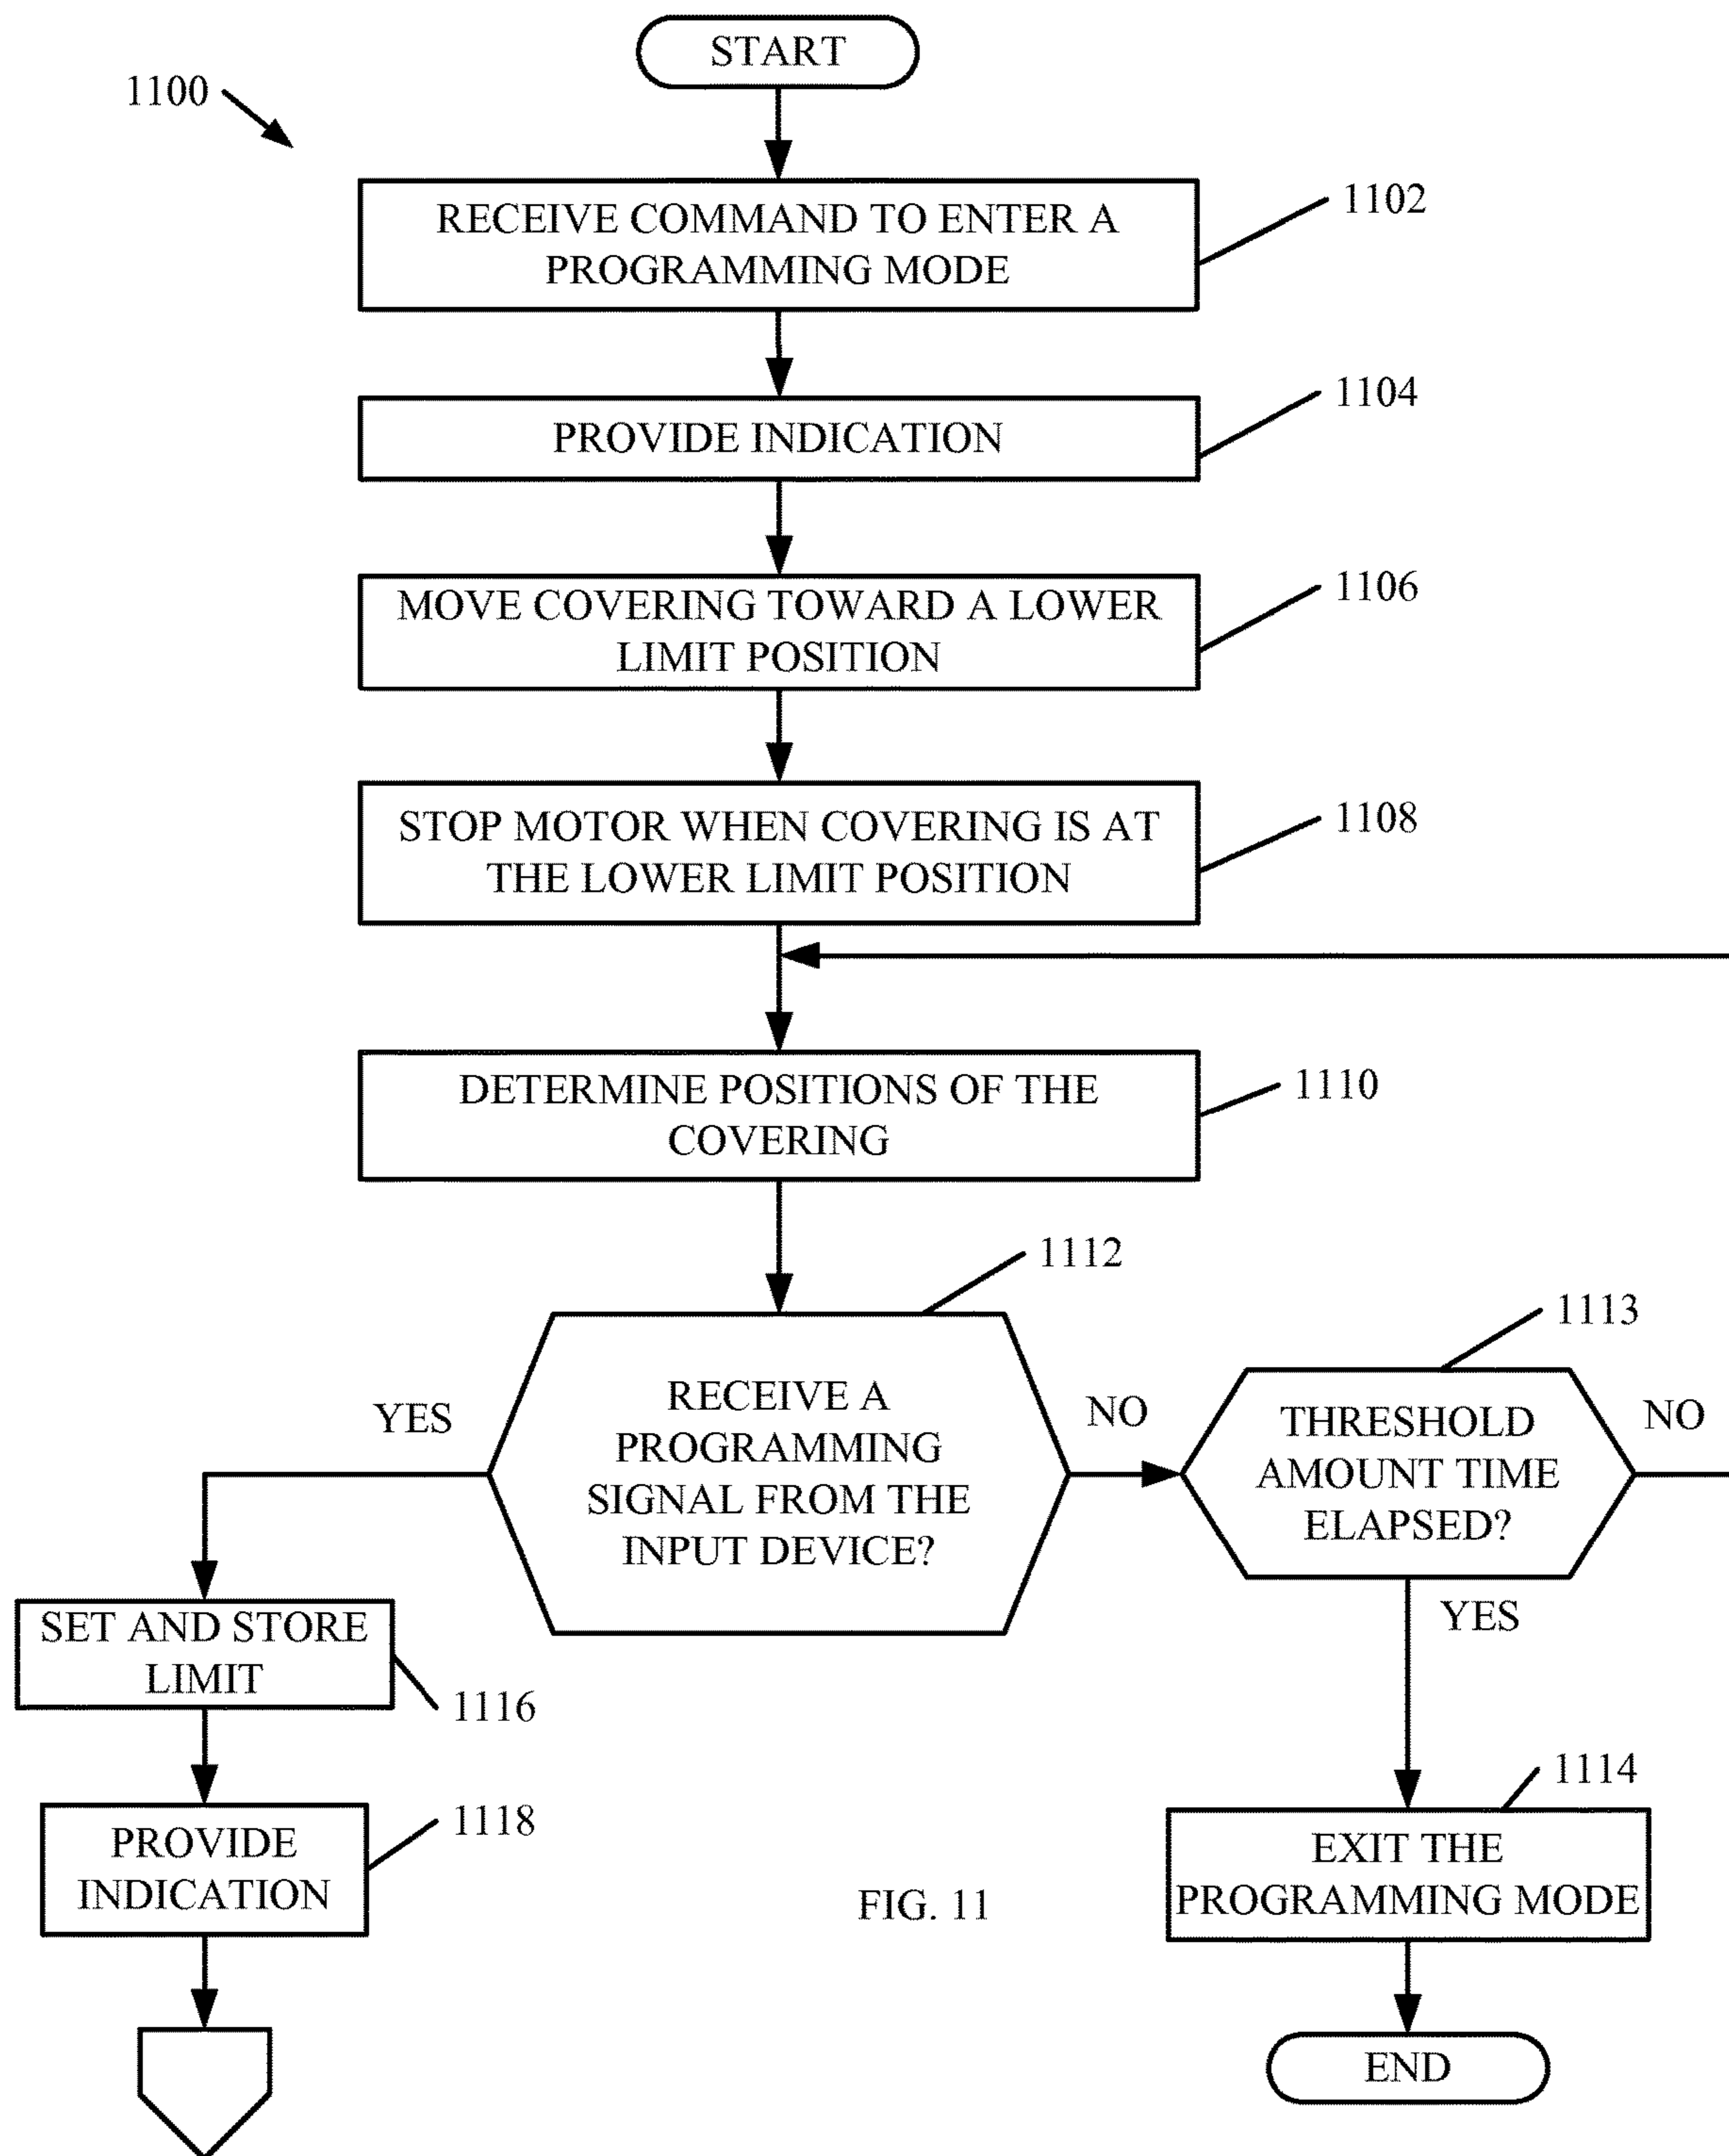 START
1100
RECEIVE COMMAND TO ENTER A
PROGRAMMING MODE
1102
PROVIDE INDICATION
1104
MOVE COVERING TOWARD A LOWER
LIMIT POSITION
1106
STOP MOTOR WHEN COVERING IS AT
THE LOWER LIMIT POSITION
1108
DETERMINE POSITIONS OF THE
COVERING
1110
RECEIVE A
PROGRAMMING
SIGNAL FROM THE
INPUT DEVICE?
1112
YES
NO
THRESHOLD
AMOUNT TIME
ELAPSED?
1113
NO
YES
SET AND STORE
LIMIT
1116
PROVIDE
INDICATION
1118
EXIT THE
PROGRAMMING MODE
1114
END
FIG. 11